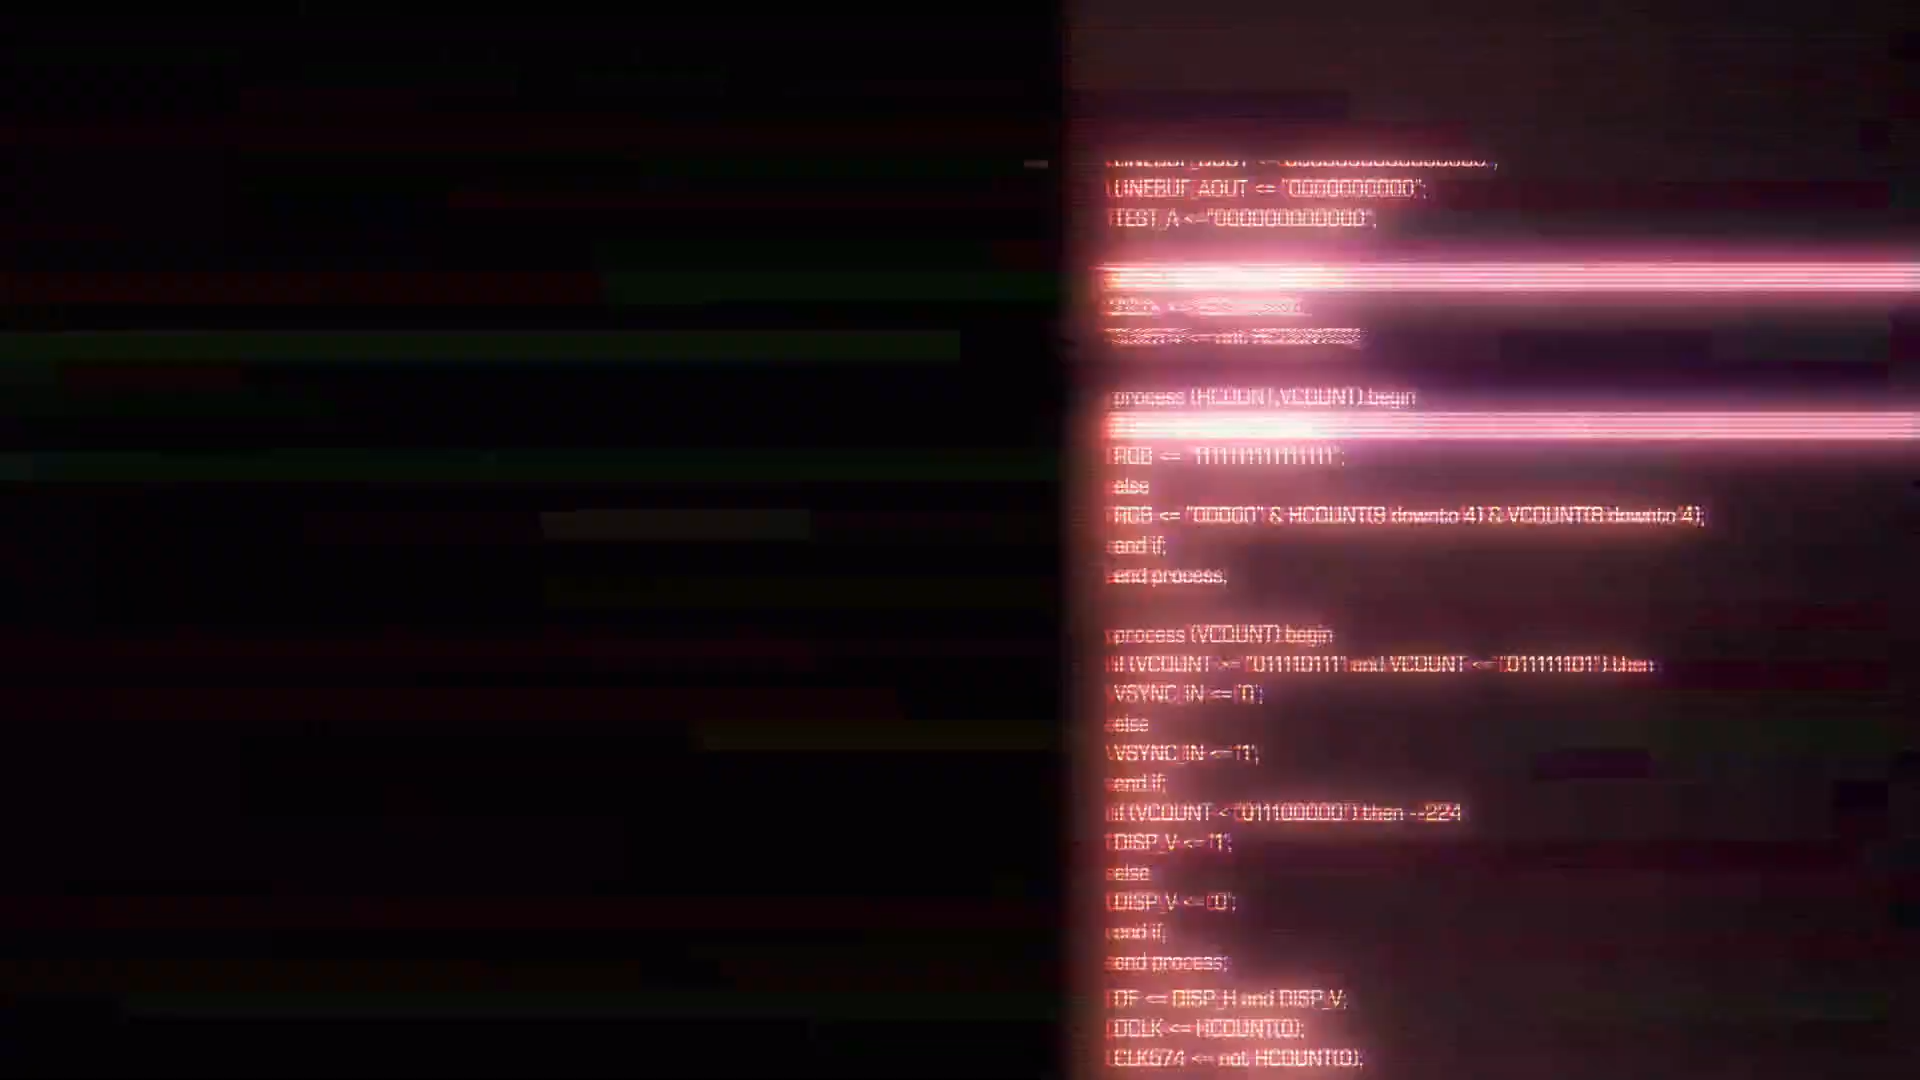 LINEBUF_AOUT <= "0000000000";
TEST_A <="000000000000";
process (HCOUNT,VCOUNT) begin
RGB <= "1111111111111111";
else
RGB <= "00000" & HCOUNT(8 downto 4) & VCOUNT(8 downto 4);
end if;
end process;
process (VCOUNT) begin
if (VCOUNT >= "011110111" and VCOUNT <= "011111101") then
VSYNC_IN <= '0';
else
VSYNC_IN <= '1';
end if;
if (VCOUNT < "011100000") then --224
DISP_V <= '1';
else
DISP_V <= '0';
end if;
end process;
DF <= DISP_H and DISP_V;
DCLK <= HCOUNT(0);
CLK574 <= not HCOUNT(0);